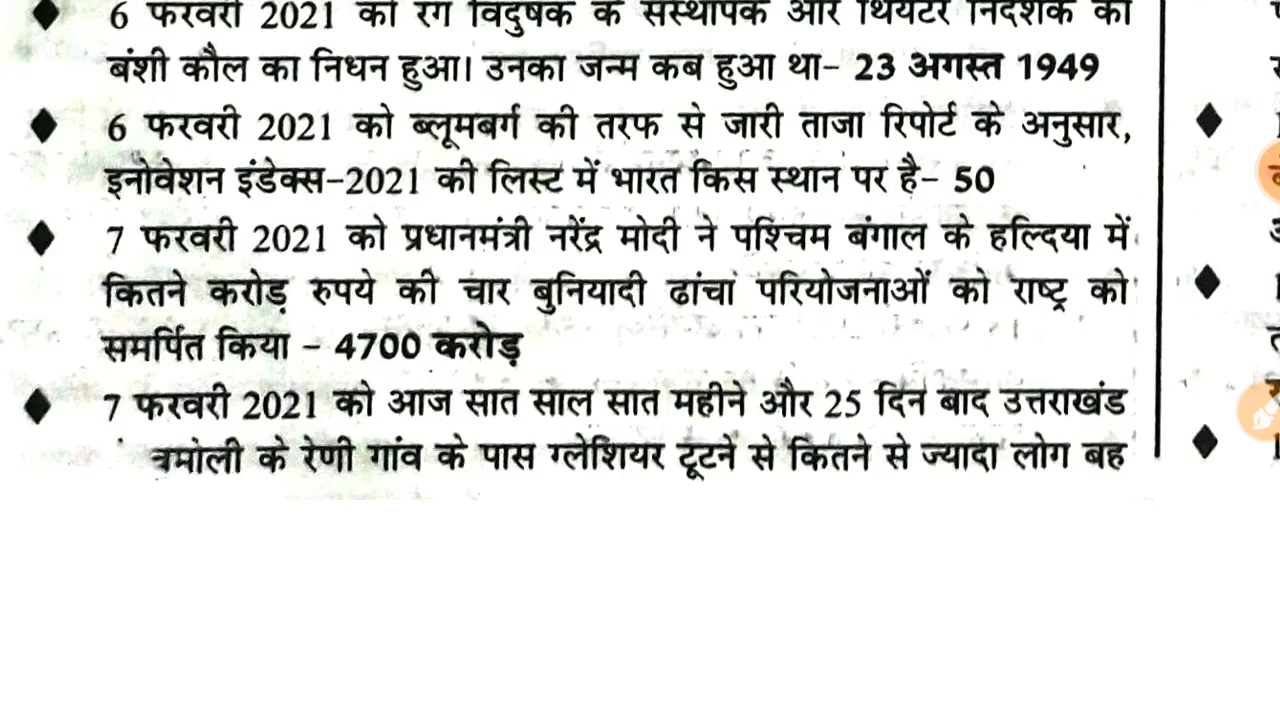 6 फरवरी 2021 को रंग विदुषक के संस्थापक और थियेटर निदेशक को
बंशी कौल का निधन हुआ। उनका जन्म कब हुआ था- 23 अगस्त 1949
6 फरवरी 2021 को ब्लूमबर्ग की तरफ से जारी ताजा रिपोर्ट के अनुसार,
इनोवेशन इंडेक्स-2021 की लिस्ट में भारत किस स्थान पर है- 50
7 फरवरी 2021 को प्रधानमंत्री नरेंद्र मोदी ने पश्चिम बंगाल के हल्दिया में
कितने करोड़ रुपये की चार बुनियादी ढांचा परियोजनाओं को राष्ट्र को
समर्पित किया - 4700 करोड़
7 फरवरी 2021 को आज सात साल सात महीने और 25 दिन बाद उत्तराखंड
चमोली के रेणी गांव के पास ग्लेशियर टूटने से कितने से ज्यादा लोग बह